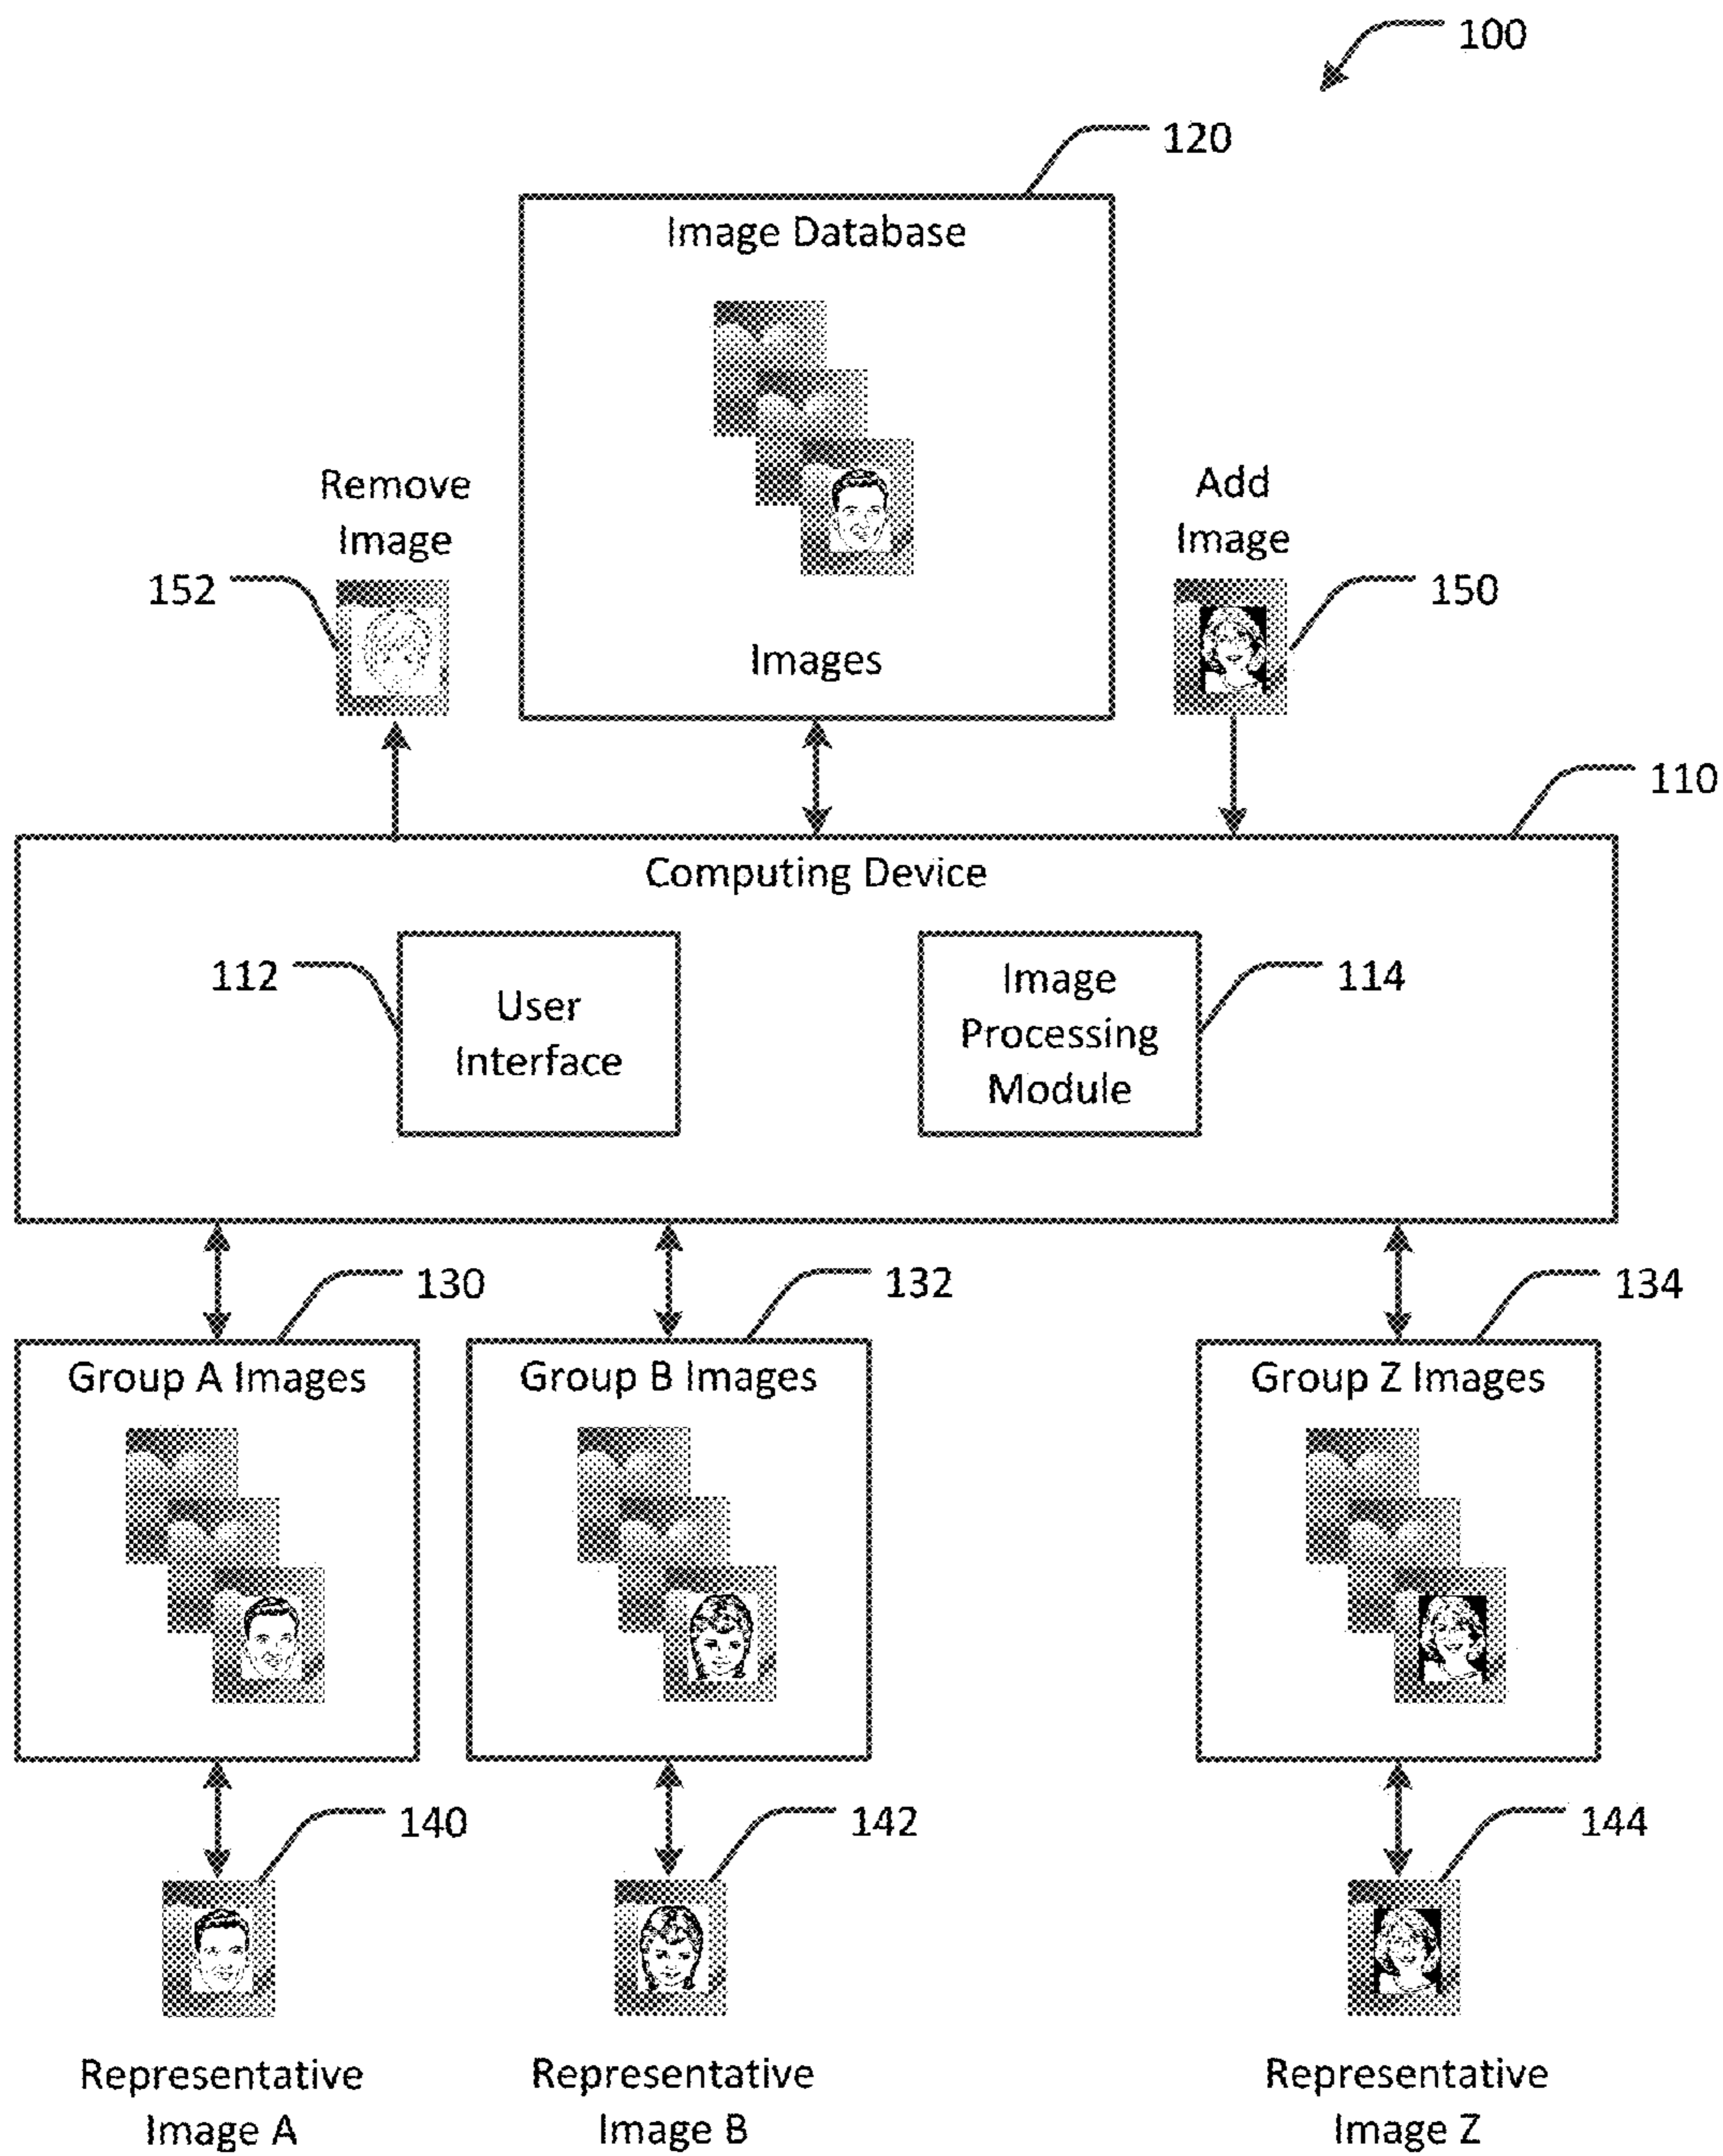 100
120
Image Database
Remove
Image
Add
Image
152
150
Images
110
Computing Device
112
User
Interface
Image
Processing
Module
114
130
132
134
Group A Images
Group B Images
Group Z Images
140
142
144
Representative
Image A
Representative
Image B
Representative
Image Z